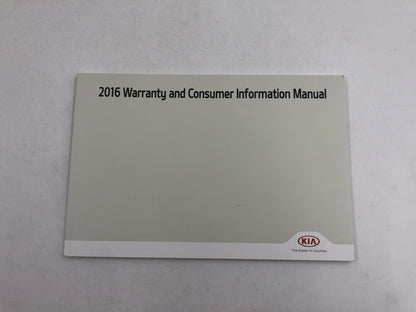 2016 Warranty and Consumer Information Manual
KIA
The Power to Surprise